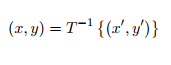 (x, y) = T⁻¹ {(x′, y′)}